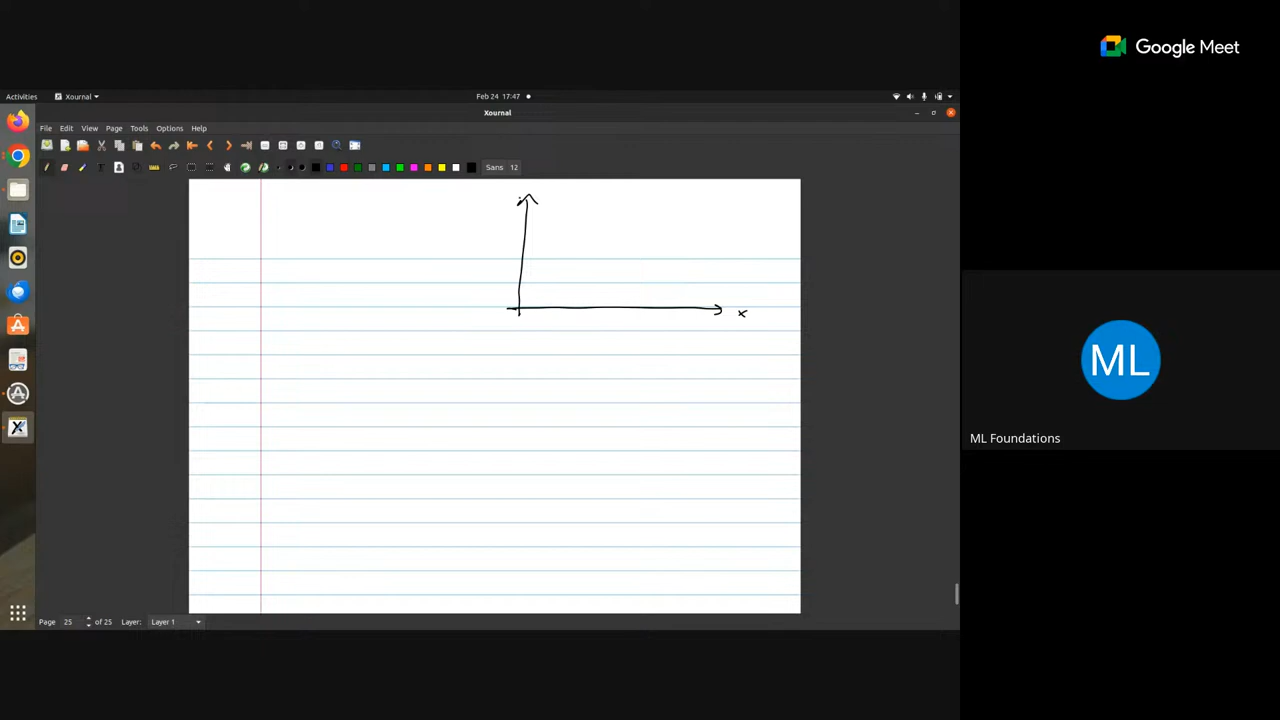 Google Meet
Activities
Xournal
Feb 24 17:47
Xournal
File Edit View Page Tools Options Help
Sans 12
x
ML
ML Foundations
Page 25 of 25 Layer: Layer 1